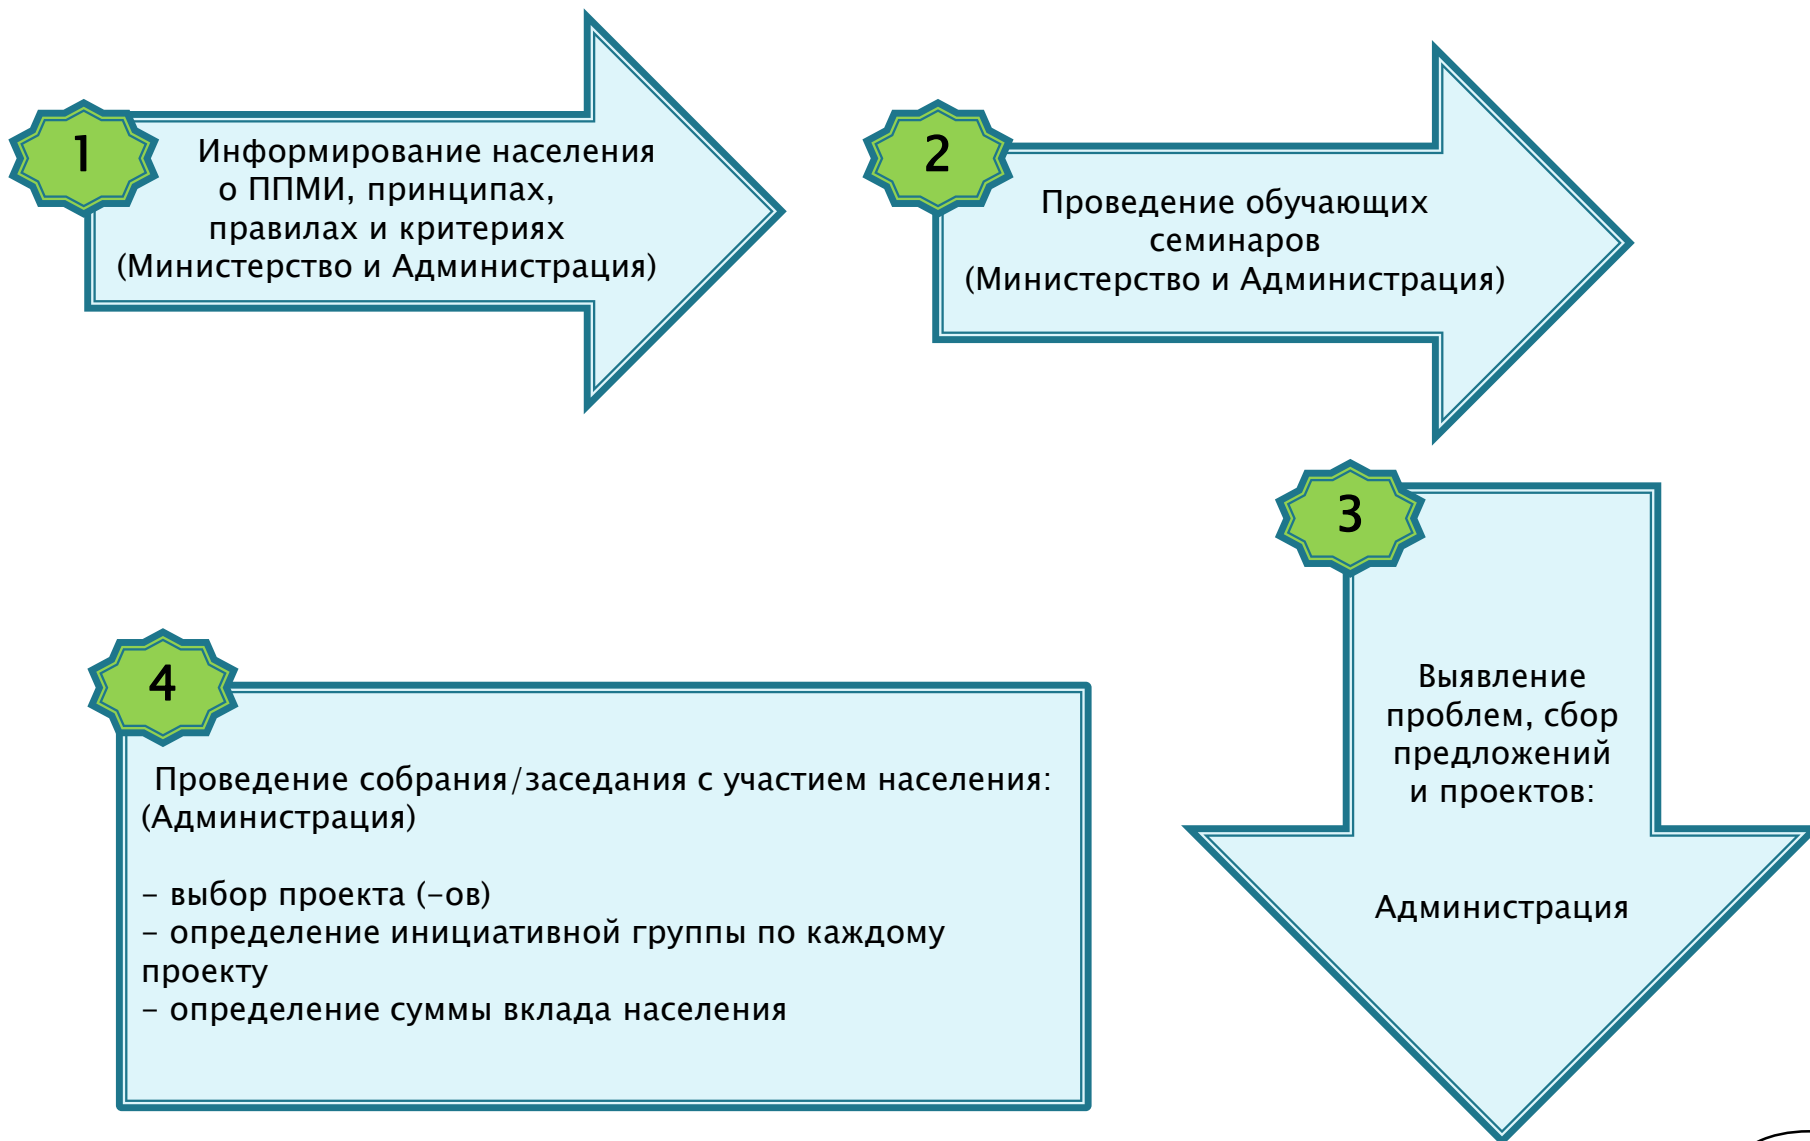 1
Информирование населения
о ППМИ, принципах,
правилах и критериях
(Министерство и Администрация)
2
Проведение обучающих
семинаров
(Министерство и Администрация)
3
Выявление
проблем, сбор
предложений
и проектов:
Администрация
4
Проведение собрания/заседания с участием населения:
(Администрация)
– выбор проекта (–ов)
– определение инициативной группы по каждому
проекту
– определение суммы вклада населения